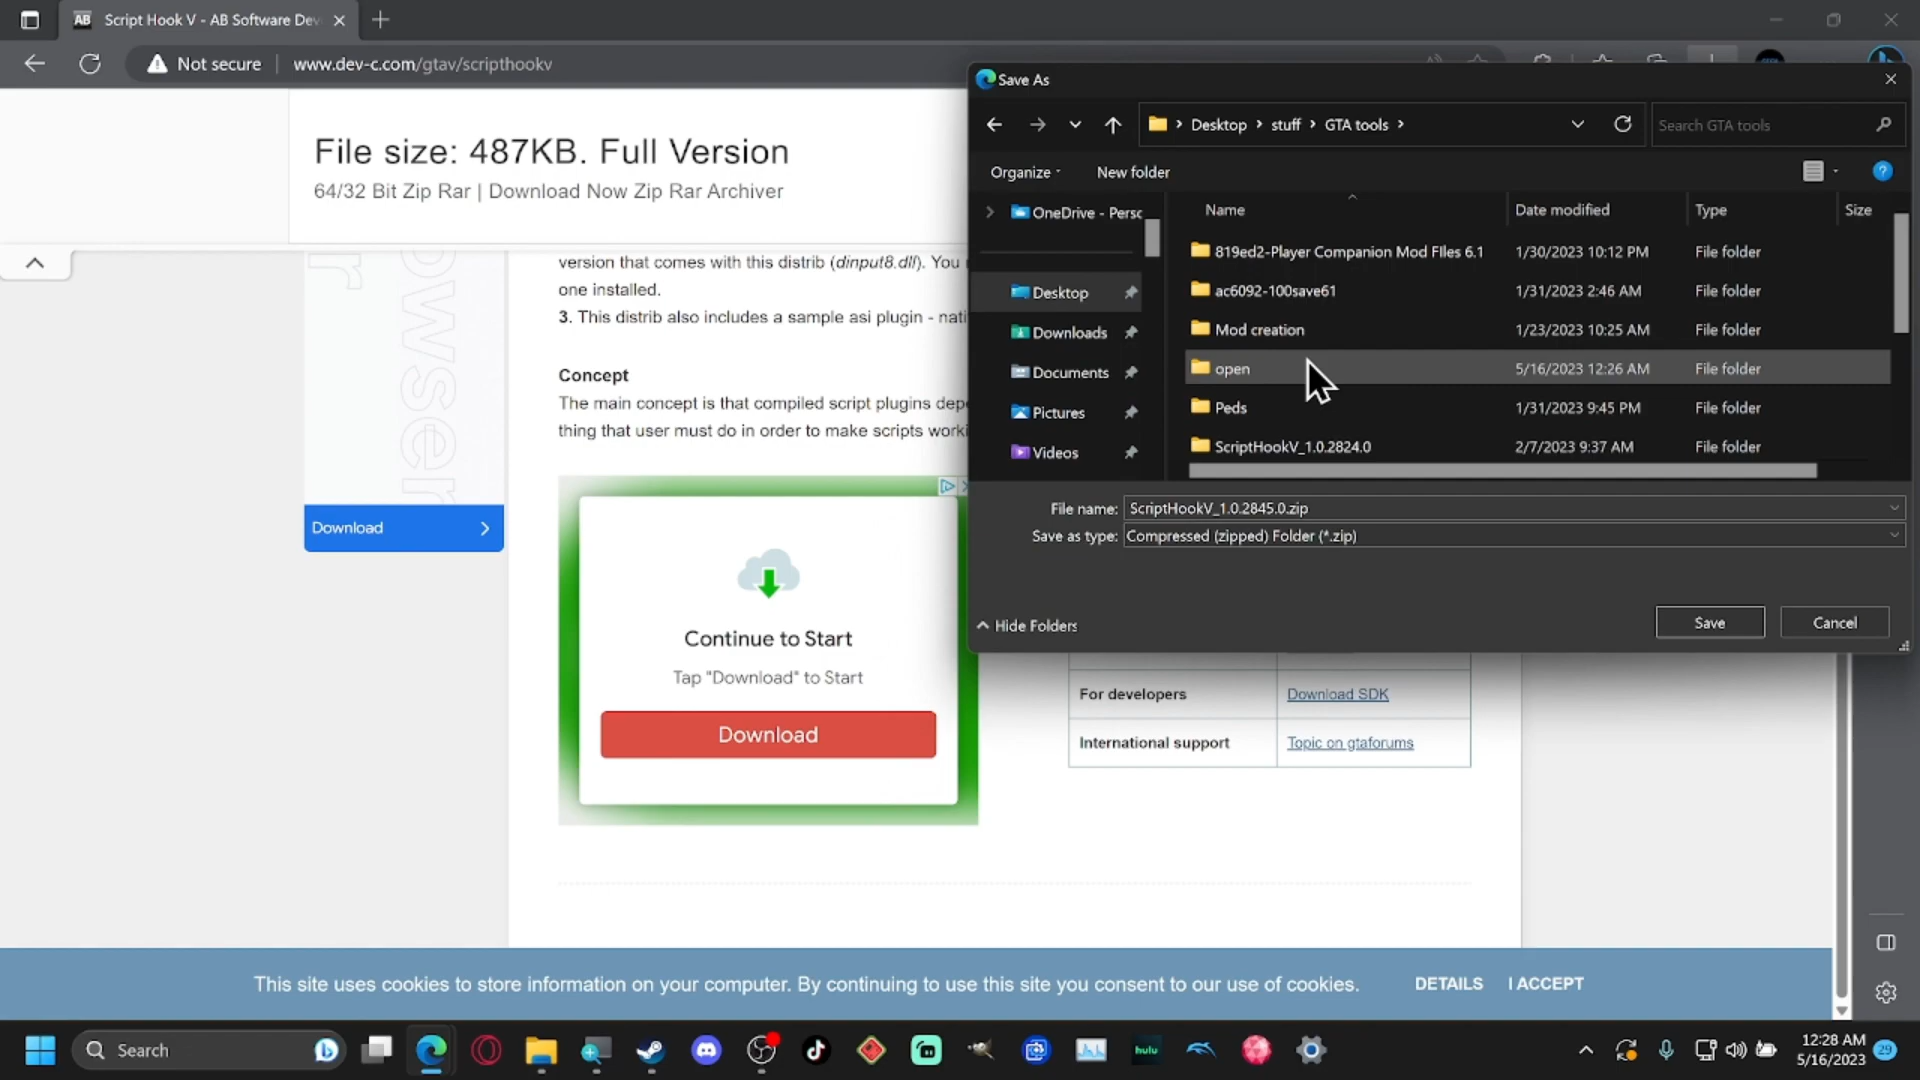 Script Hook V - AB Software Dev
Not secure
www.dev-c.com/gtav/scripthookv
File size: 487KB. Full Version
64/32 Bit Zip Rar | Download Now Zip Rar Archiver
version that comes with this distrib (dinput8.dll). You
one installed.
3. This distrib also includes a sample asi plugin - nati
Concept
The main concept is that compiled script plugins dep
thing that user must do in order to make scripts worki
owser
Download
Continue to Start
Tap "Download" to Start
Download
For developers
Download SDK
International support
Topic on gtaforums
Save As
Desktop
stuff
GTA tools
Search GTA tools
Organize
New folder
OneDrive - Persc
Desktop
Downloads
Documents
Pictures
Videos
Name
Date modified
Type
Size
819ed2-Player Companion Mod FIles 6.1
1/30/2023 10:12 PM
File folder
ac6092-100save61
1/31/2023 2:46 AM
File folder
Mod creation
1/23/2023 10:25 AM
File folder
open
5/16/2023 12:26 AM
File folder
Peds
1/31/2023 9:45 PM
File folder
ScriptHookV_1.0.2824.0
2/7/2023 9:37 AM
File folder
File name:
ScriptHookV_1.0.2845.0.zip
Save as type:
Compressed (zipped) Folder (*.zip)
Hide Folders
Save
Cancel
This site uses cookies to store information on your computer. By continuing to use this site you consent to our use of cookies.
DETAILS
I ACCEPT
Search
hulu
12:28 AM
5/16/2023
29